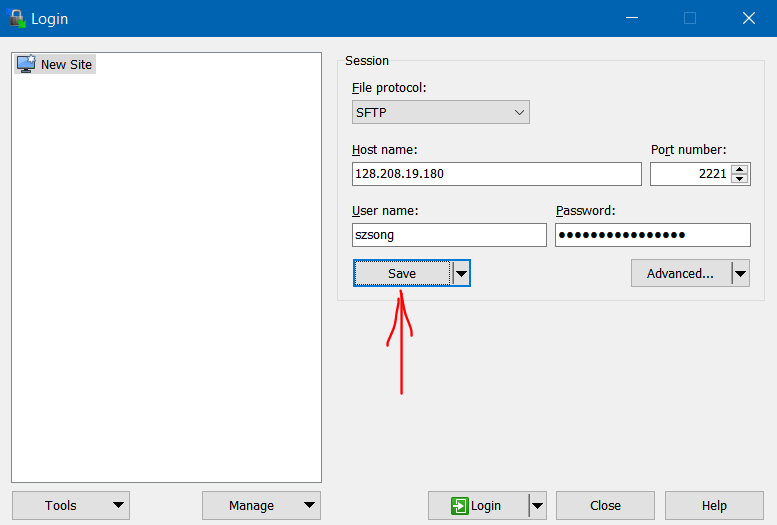 Login
New Site
Session
File protocol:
SFTP
Host name:
Port number:
128.208.19.180
2221
User name:
Password:
szsong
●●●●●●●●●●●●●●●●
Save
Advanced...
Tools
Manage
Login
Close
Help